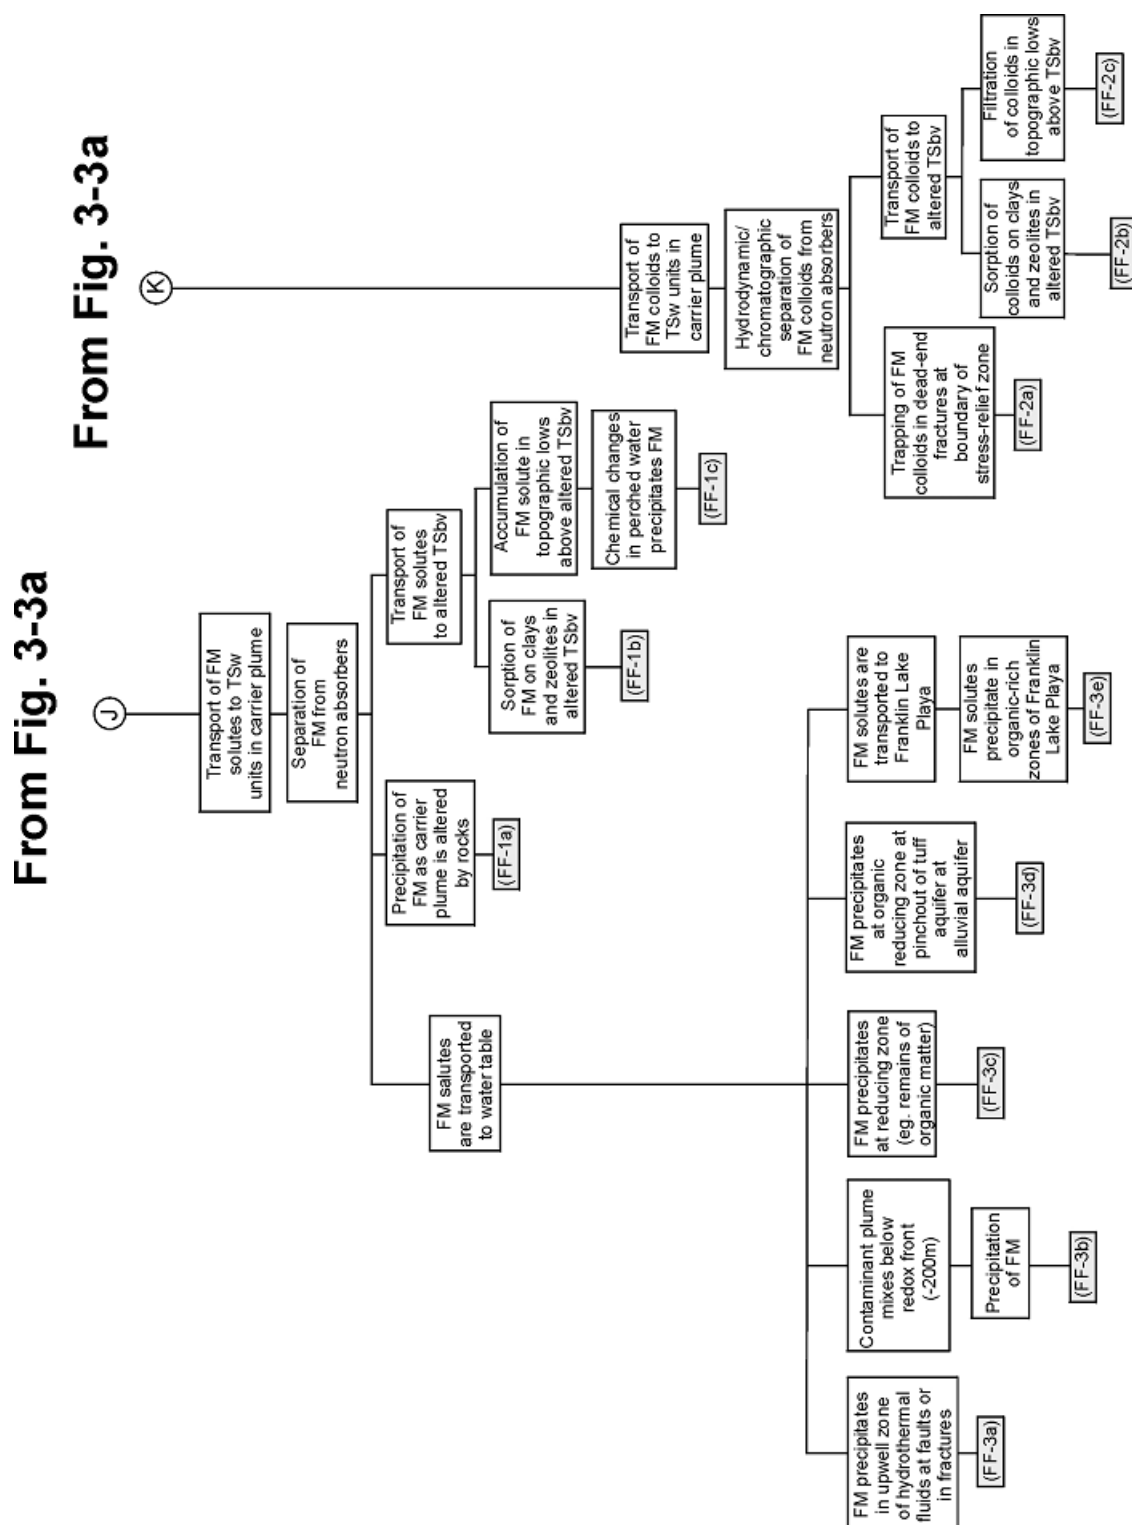 From Fig. 3-3a
J
Transport of FM
solutes to TSw
units in carrier plume
Separation of
FM from
neutron absorbers
FM salutes
are transported
to water table
Precipitation of
FM as carrier
plume is altered
by rocks
(FF-1a)
Transport of
FM solutes
to altered TSbv
Sorption of
FM on clays
and zeolites in
altered TSbv
(FF-1b)
Accumulation of
FM solute in
topographic lows
above altered TSbv
Chemical changes
in perched water
precipitates FM
(FF-1c)
FM precipitates
in upwell zone
of hydrothermal
fluids at faults or
in fractures
(FF-3a)
Contaminant plume
mixes below
redox front
(-200m)
Precipitation
of FM
(FF-3b)
FM precipitates
at reducing zone
(eg. remains of
organic matter)
(FF-3c)
FM precipitates
at organic
reducing zone at
pinchout of tuff
aquifer at
alluvial aquifer
(FF-3d)
FM solutes are
transported to
Franklin Lake
Playa
FM solutes
precipitate in
organic-rich
zones of Franklin
Lake Playa
(FF-3e)
From Fig. 3-3a
K
Transport of
FM colloids to
TSw units in
carrier plume
Hydrodynamic/
chromatographic
separation of
FM colloids from
neutron absorbers
Trapping of FM
colloids in dead-end
fractures at
boundary of
stress-relief zone
(FF-2a)
Transport of
FM colloids to
altered TSbv
Sorption of
colloids on clays
and zeolites in
altered TSbv
(FF-2b)
Filtration
of colloids in
topographic lows
above TSbv
(FF-2c)